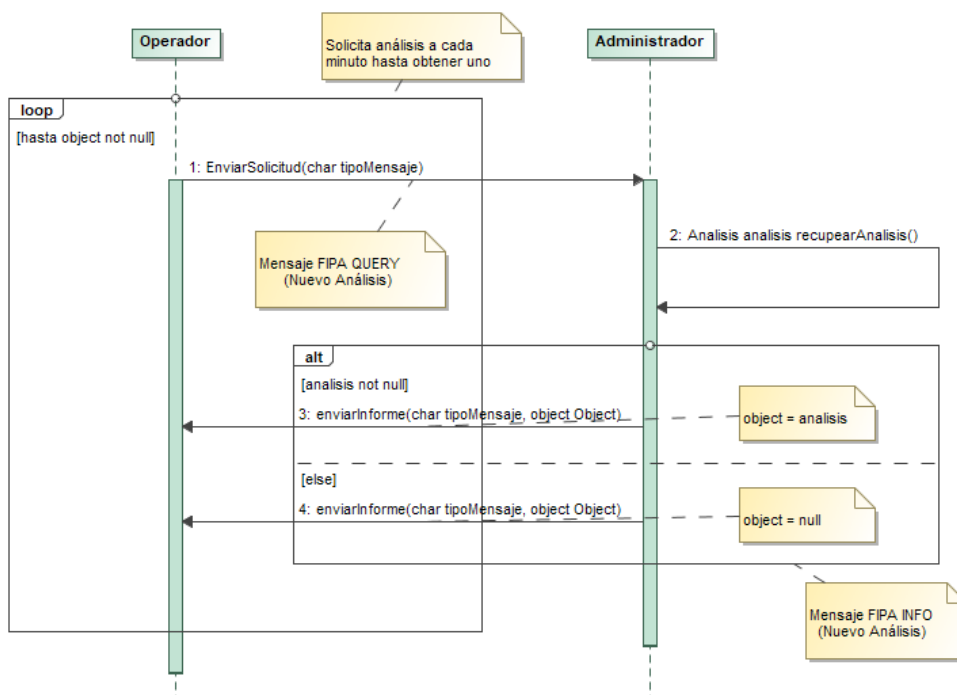 Operador
Solicita análisis a cada
minuto hasta obtener uno
Administrador
loop
[hasta object not null]
1: EnviarSolicitud(char tipoMensaje)
2: Analisis analisis recupearAnalisis()
Mensaje FIPA QUERY
(Nuevo Análisis)
alt
[analisis not null]
3: enviarInforme(char tipoMensaje, object Object)
object = analisis
[else]
4: enviarInforme(char tipoMensaje, object Object)
object = null
Mensaje FIPA INFO
(Nuevo Análisis)